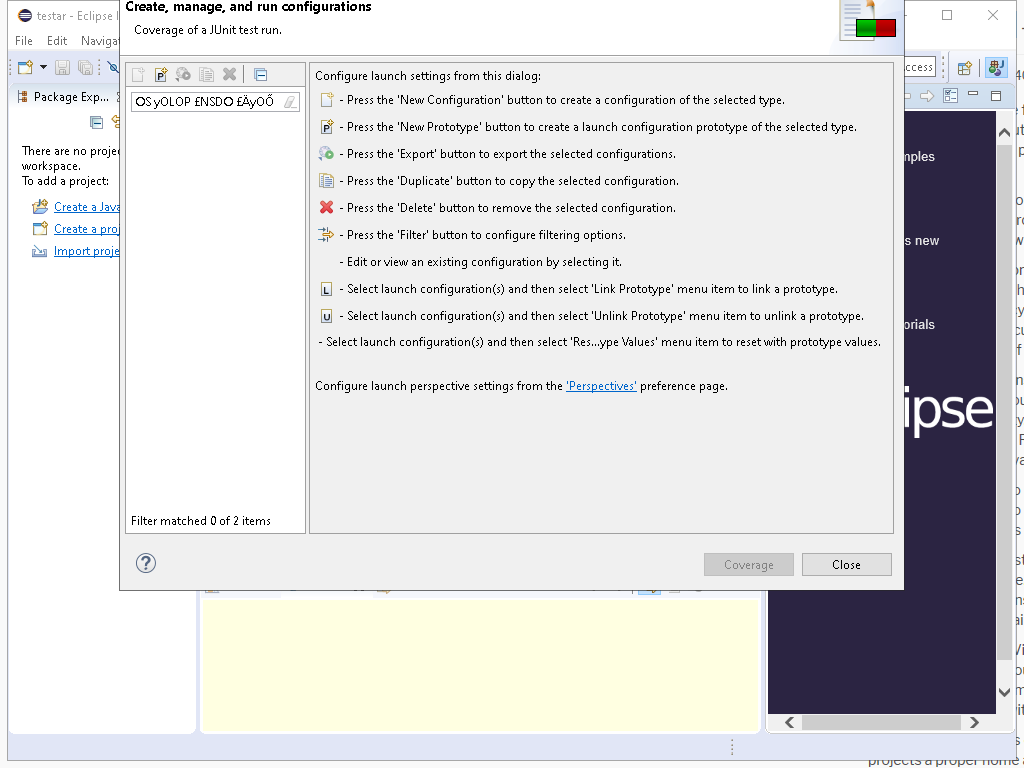 Create, manage, and run configurations
Coverage of a JUnit test run.
testar - Eclipse I
File Edit Navigat
Package Exp...
There are no projec
workspace.
To add a project:
Create a Java
Create a proj
Import proje
Filter matched 0 of 2 items
Configure launch settings from this dialog:
- Press the 'New Configuration' button to create a configuration of the selected type.
P - Press the 'New Prototype' button to create a launch configuration prototype of the selected type.
- Press the 'Export' button to export the selected configurations.
- Press the 'Duplicate' button to copy the selected configuration.
- Press the 'Delete' button to remove the selected configuration.
- Press the 'Filter' button to configure filtering options.
- Edit or view an existing configuration by selecting it.
L - Select launch configuration(s) and then select 'Link Prototype' menu item to link a prototype.
U - Select launch configuration(s) and then select 'Unlink Prototype' menu item to unlink a prototype.
- Select launch configuration(s) and then select 'Res...ype Values' menu item to reset with prototype values.
Configure launch perspective settings from the 'Perspectives' preference page.
Coverage
Close
ccess
mples
s new
orials
ipse
projects a proper home a